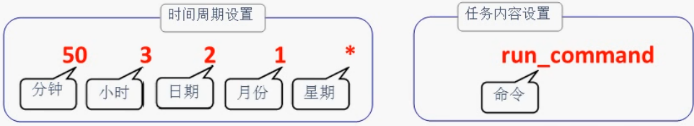 时间周期设置
任务内容设置
50 3 2 1 *
run_command
分钟 小时 日期 月份 星期
命令